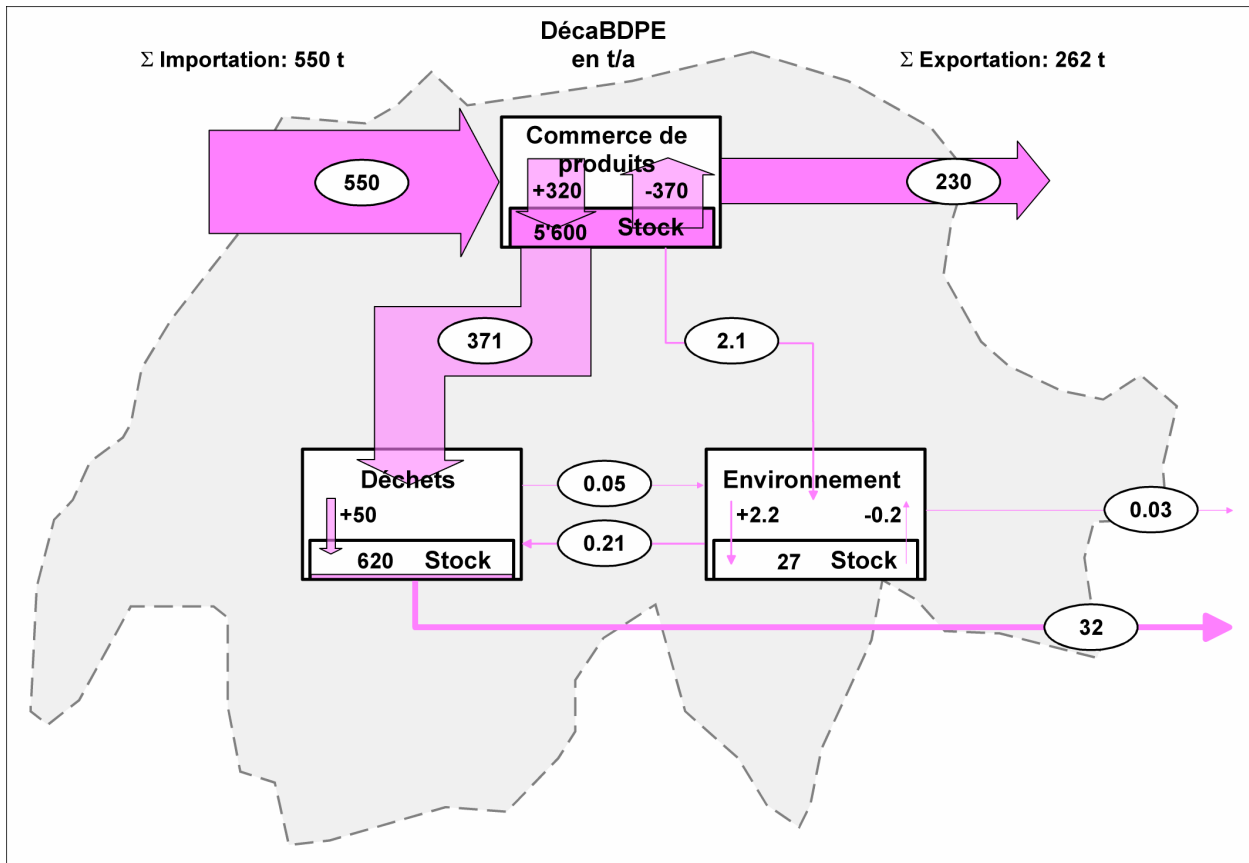 DécaBDPE
en t/a
Σ Importation: 550 t
Σ Exportation: 262 t
Commerce de
produits
550
+320
-370
230
5'600
Stock
371
2.1
Déchets
0.05
Environnement
+50
+2.2
-0.2
0.03
0.21
620
Stock
27
Stock
32